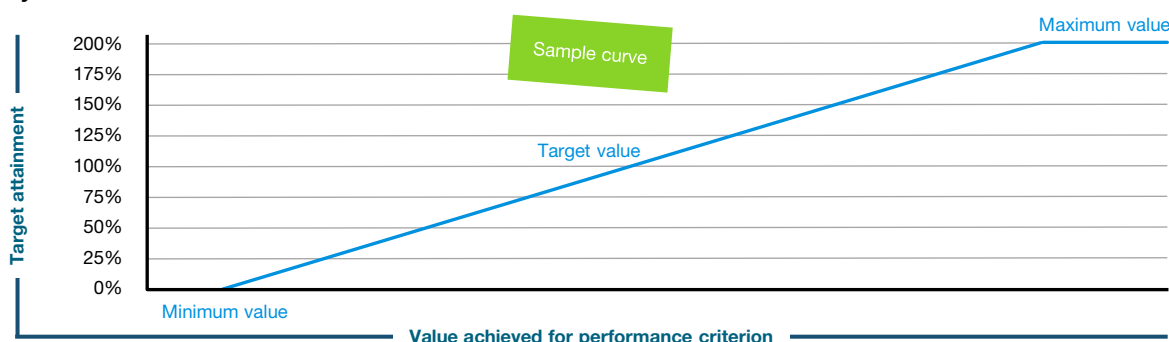 Maximum value
Sample curve
200%
175%
150%
125%
100%
75%
50%
25%
0%
Target attainment
Target value
Minimum value
Value achieved for performance criterion